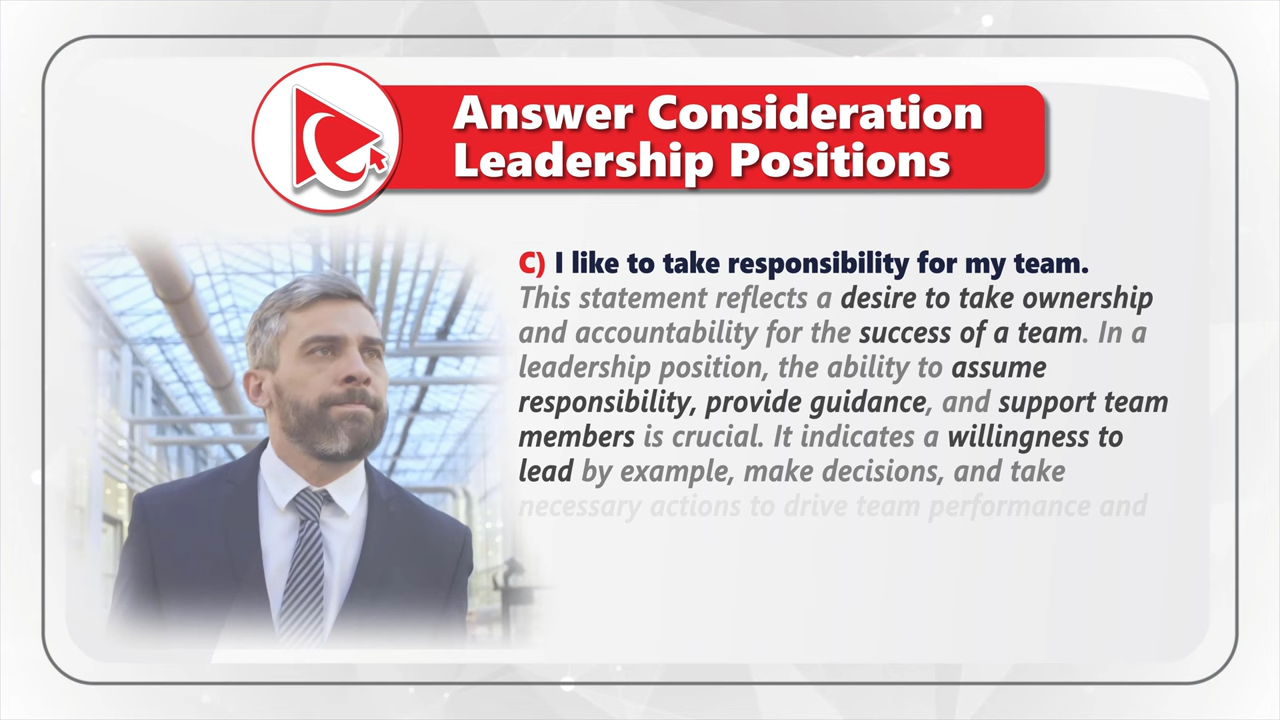 Answer Consideration
Leadership Positions
C) I like to take responsibility for my team.
This statement reflects a desire to take ownership
and accountability for the success of a team. In a
leadership position, the ability to assume
responsibility, provide guidance, and support team
members is crucial. It indicates a willingness to
lead by example, make decisions, and take
necessary actions to drive team performance and